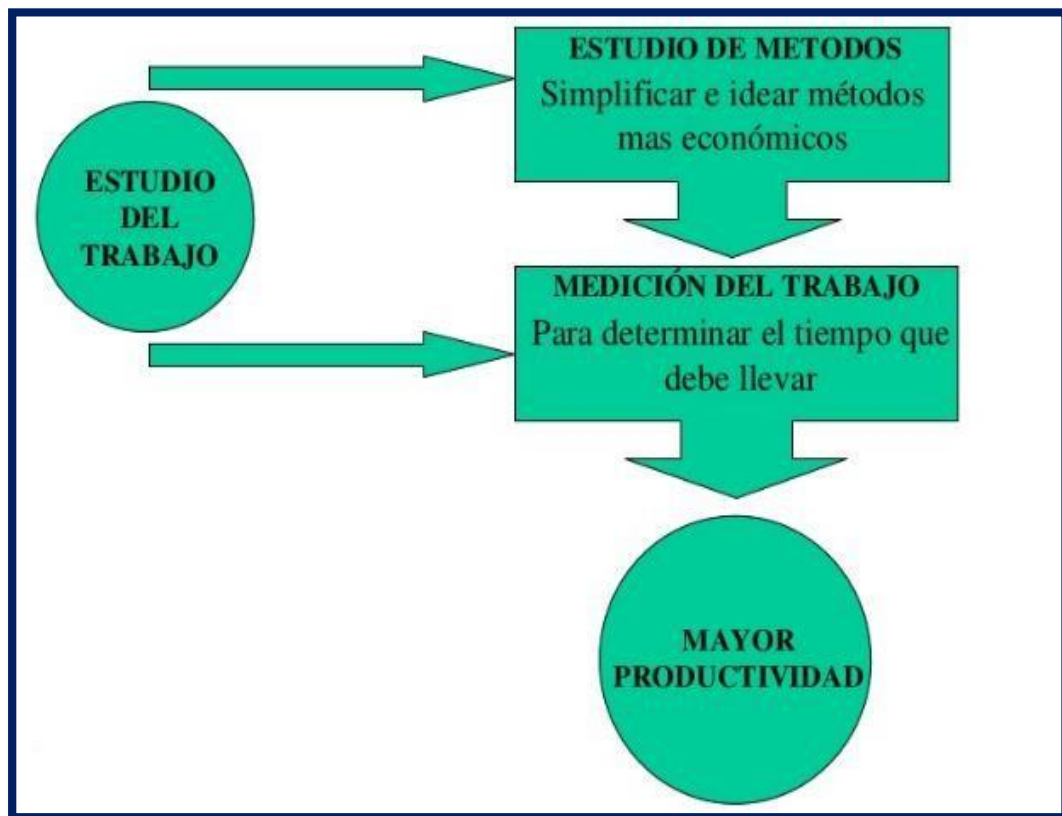 ESTUDIO DE METODOS
Simplificar e idear métodos
mas económicos
ESTUDIO
DEL
TRABAJO
MEDICIÓN DEL TRABAJO
Para determinar el tiempo que
debe llevar
MAYOR
PRODUCTIVIDAD